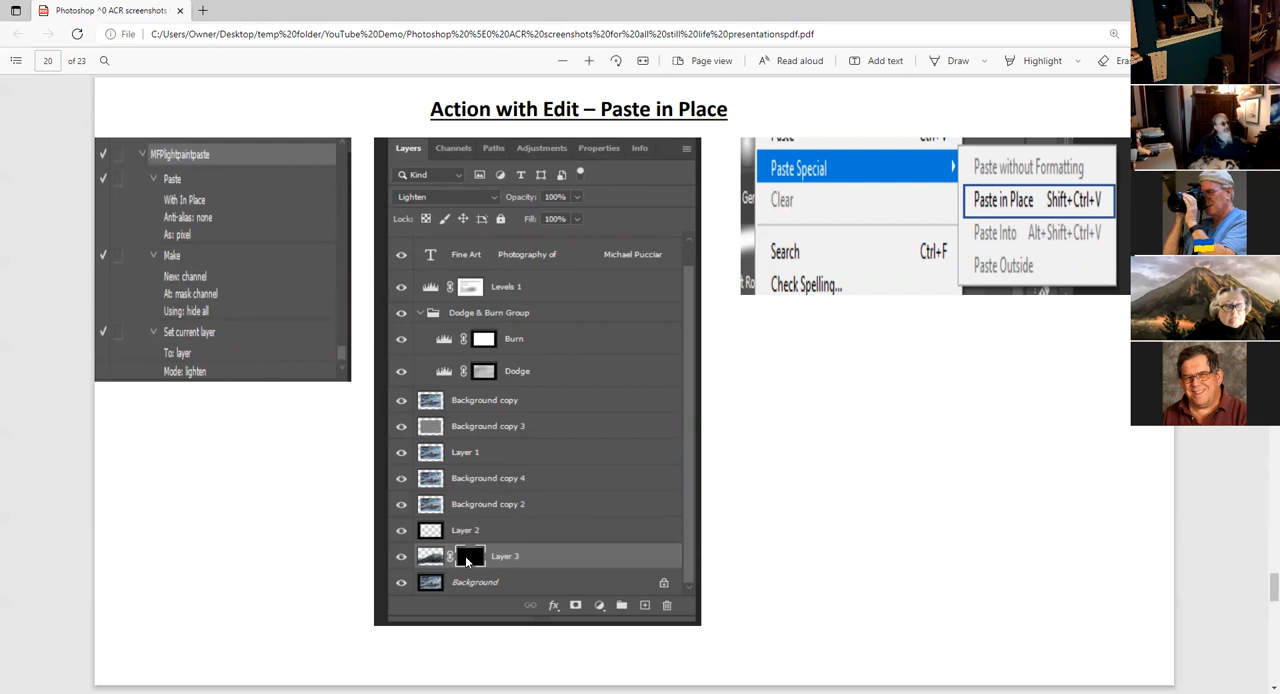 Photoshop ^0 ACR screenshots
File
C:/Users/Owner/Desktop/temp%20folder/YouTube%20Demo/Photoshop%20%5E0%20ACR%20screenshots%20for%20all%20still%20life%20presentationspdf.pdf
20 of 23
Page view
Read aloud
Add text
Draw
Highlight
Eras
Action with Edit – Paste in Place
MFPlightpaintpaste
Paste
With In Place
Anti-alias: none
As: pixel
Make
New: channel
At: mask channel
Using: hide all
Set current layer
To: layer
Mode: lighten
Layers Channels Paths Adjustments Properties Info
Kind
Lighten Opacity: 100%
Lock: Fill: 100%
T Fine Art Photography of Michael Pucciar
Levels 1
Dodge & Burn Group
Burn
Dodge
Background copy
Background copy 3
Layer 1
Background copy 4
Background copy 2
Layer 2
Layer 3
Background
fx
Paste Ctrl+V
Paste Special
Clear
Search Ctrl+F
Check Spelling...
Paste without Formatting
Paste in Place Shift+Ctrl+V
Paste Into Alt+Shift+Ctrl+V
Paste Outside